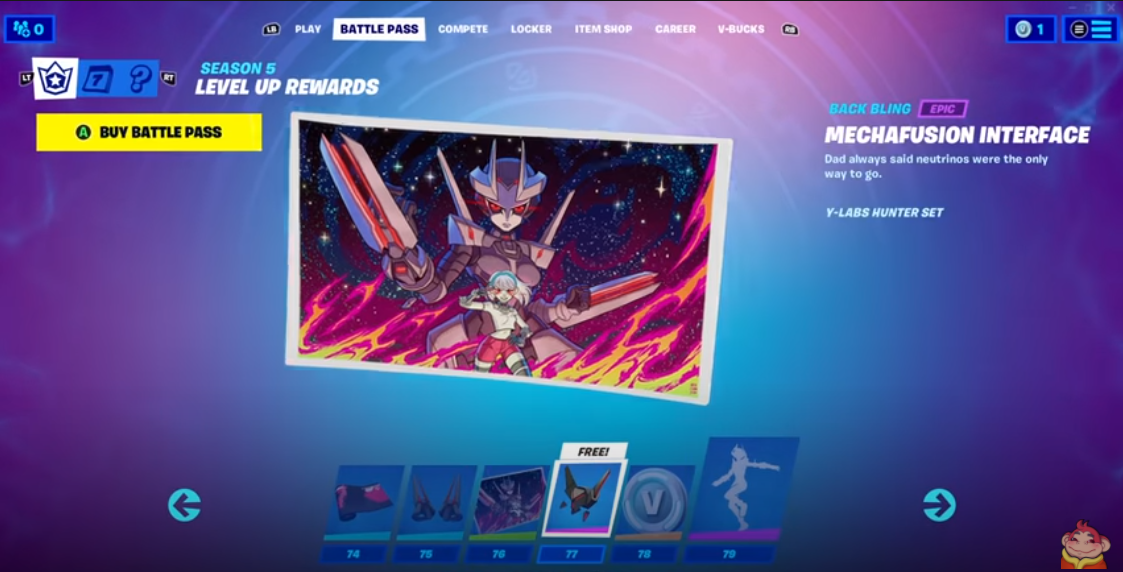 0
LB PLAY BATTLE PASS COMPETE LOCKER ITEM SHOP CAREER V-BUCKS RB
1
LT 7 ? RT
SEASON 5
LEVEL UP REWARDS
A BUY BATTLE PASS
BACK BLING EPIC
MECHAFUSION INTERFACE
Dad always said neutrinos were the only
way to go.
Y-LABS HUNTER SET
FREE!
V
74 75 76 77 78 79